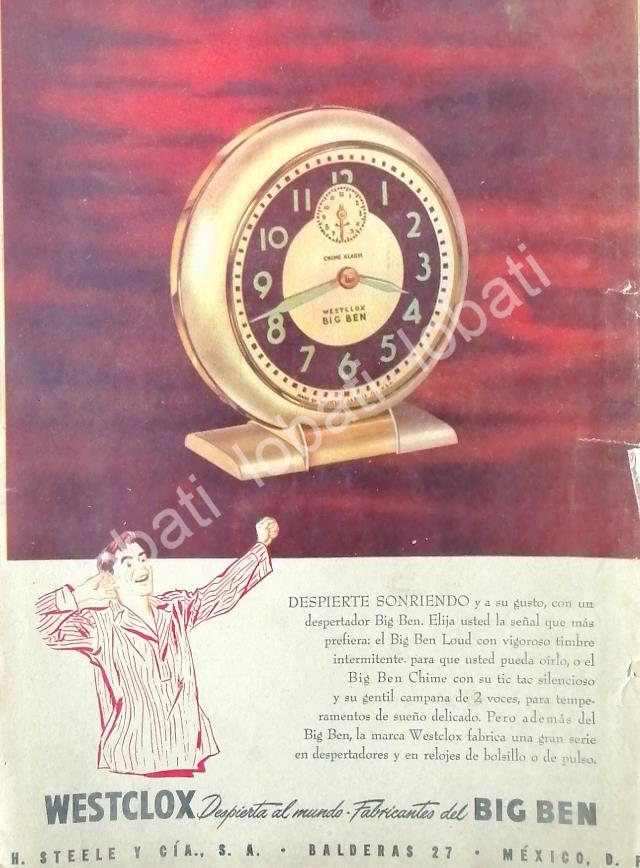 12
1
2
3
4
5
6
7
8
9
10
11
CHIME ALARM
WESTCLOX
BIG BEN
lobati lobati lobati lobati
DESPIERTE SONRIENDO y a su gusto, con un
despertador Big Ben. Elija usted la señal que más
prefiera: el Big Ben Loud con vigoroso timbre
intermitente. para que usted pueda oírlo, o el
Big Ben Chime con su tic tac silencioso
y su gentil campana de 2 voces, para tempe-
ramentos de sueño delicado. Pero además del
Big Ben, la marca Westclox fabrica una gran serie
en despertadores y en relojes de bolsillo o de pulso.
WESTCLOX Despierta al mundo - Fabricantes del BIG BEN
H. STEELE Y CÍA., S. A. • BALDERAS 27 • MÉXICO, D.